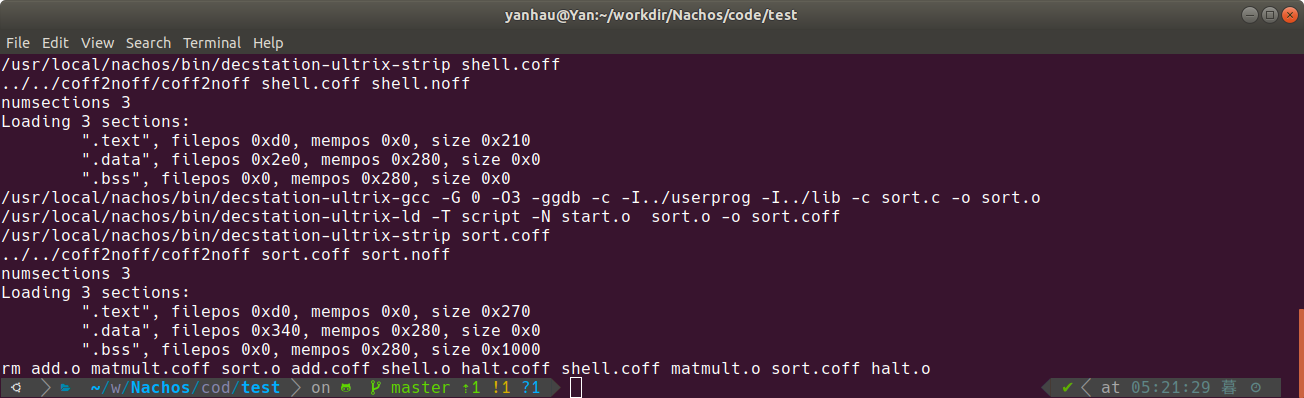 yanhau@Yan:~/workdir/Nachos/code/test
File Edit View Search Terminal Help
/usr/local/nachos/bin/decstation-ultrix-strip shell.coff
../../coff2noff/coff2noff shell.coff shell.noff
numsections 3
Loading 3 sections:
        ".text", filepos 0xd0, mempos 0x0, size 0x210
        ".data", filepos 0x2e0, mempos 0x280, size 0x0
        ".bss", filepos 0x0, mempos 0x280, size 0x0
/usr/local/nachos/bin/decstation-ultrix-gcc -G 0 -O3 -ggdb -c -I../userprog -I../lib -c sort.c -o sort.o
/usr/local/nachos/bin/decstation-ultrix-ld -T script -N start.o  sort.o -o sort.coff
/usr/local/nachos/bin/decstation-ultrix-strip sort.coff
../../coff2noff/coff2noff sort.coff sort.noff
numsections 3
Loading 3 sections:
        ".text", filepos 0xd0, mempos 0x0, size 0x270
        ".data", filepos 0x340, mempos 0x280, size 0x0
        ".bss", filepos 0x0, mempos 0x280, size 0x1000
rm add.o matmult.coff sort.o add.coff shell.o halt.coff shell.coff matmult.o sort.coff halt.o
~/w/Nachos/cod/test on master ⇡1 !1 ?1 ✔ at 05:21:29 暮